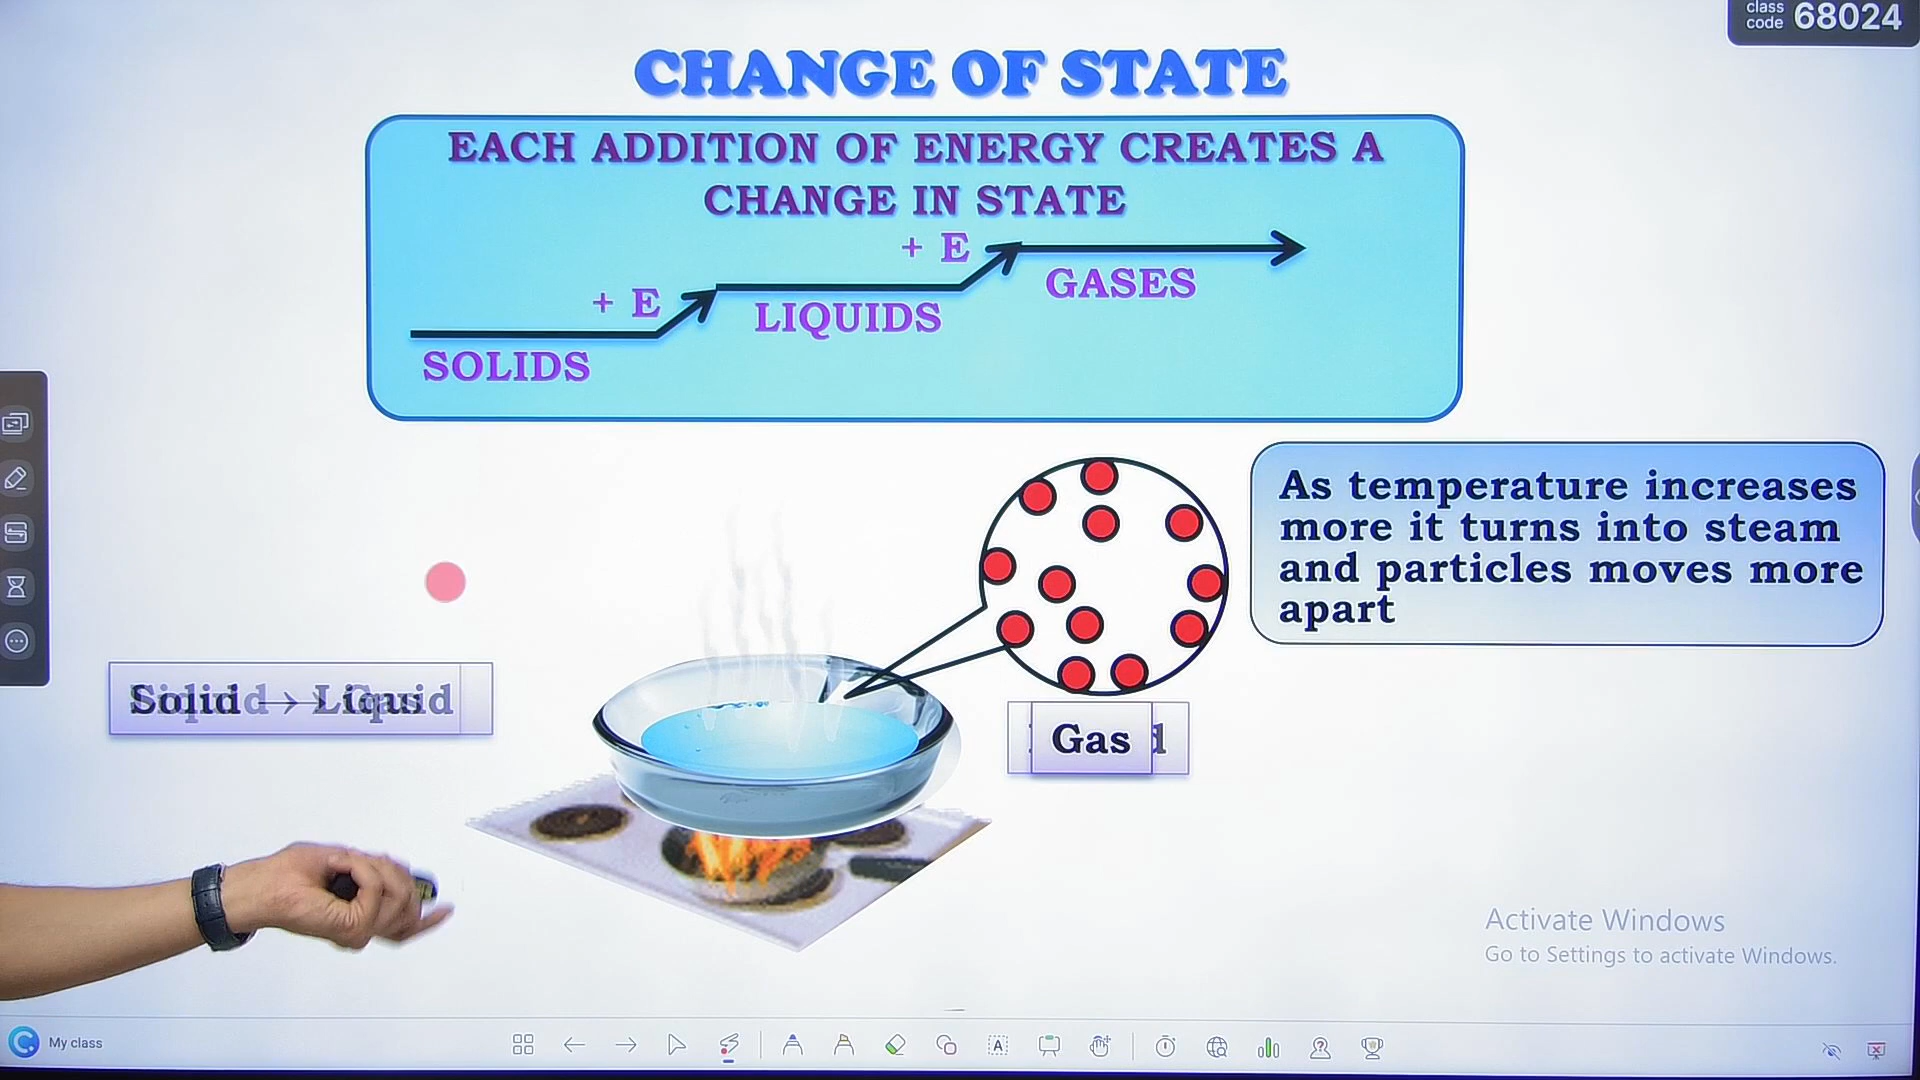 class
code 68024
CHANGE OF STATE
EACH ADDITION OF ENERGY CREATES A
CHANGE IN STATE
+ E
GASES
+ E
LIQUIDS
SOLIDS
As temperature increases
more it turns into steam
and particles moves more
apart
Solid → Liquid
Gas
A
Activate Windows
Go to Settings to activate Windows.
My class